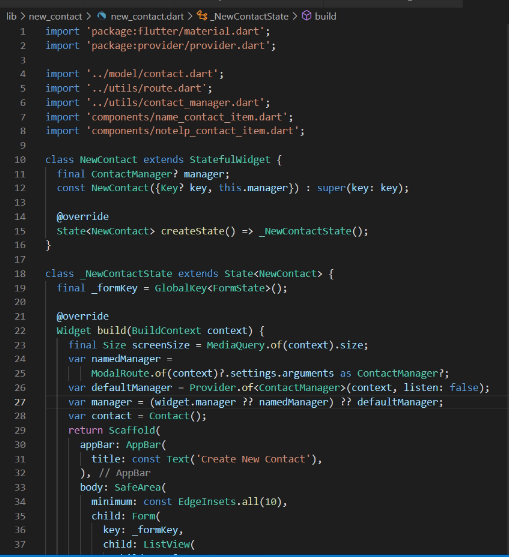 lib > new_contact > new_contact.dart > _NewContactState > build
1 import 'package:flutter/material.dart';
2 import 'package:provider/provider.dart';
3
4 import '../model/contact.dart';
5 import '../utils/route.dart';
6 import '../utils/contact_manager.dart';
7 import 'components/name_contact_item.dart';
8 import 'components/notelp_contact_item.dart';
9
10 class NewContact extends StatefulWidget {
11 final ContactManager? manager;
12 const NewContact({Key? key, this.manager}) : super(key: key);
13
14 @override
15 State<NewContact> createState() => _NewContactState();
16 }
17
18 class _NewContactState extends State<NewContact> {
19 final _formKey = GlobalKey<FormState>();
20
21 @override
22 Widget build(BuildContext context) {
23 final Size screenSize = MediaQuery.of(context).size;
24 var namedManager =
25 ModalRoute.of(context)?.settings.arguments as ContactManager?;
26 var defaultManager = Provider.of<ContactManager>(context, listen: false);
27 var manager = (widget.manager ?? namedManager) ?? defaultManager;
28 var contact = Contact();
29 return Scaffold(
30 appBar: AppBar(
31 title: const Text('Create New Contact'),
32 ), // AppBar
33 body: SafeArea(
34 minimum: const EdgeInsets.all(10),
35 child: Form(
36 key: _formKey,
37 child: ListView(